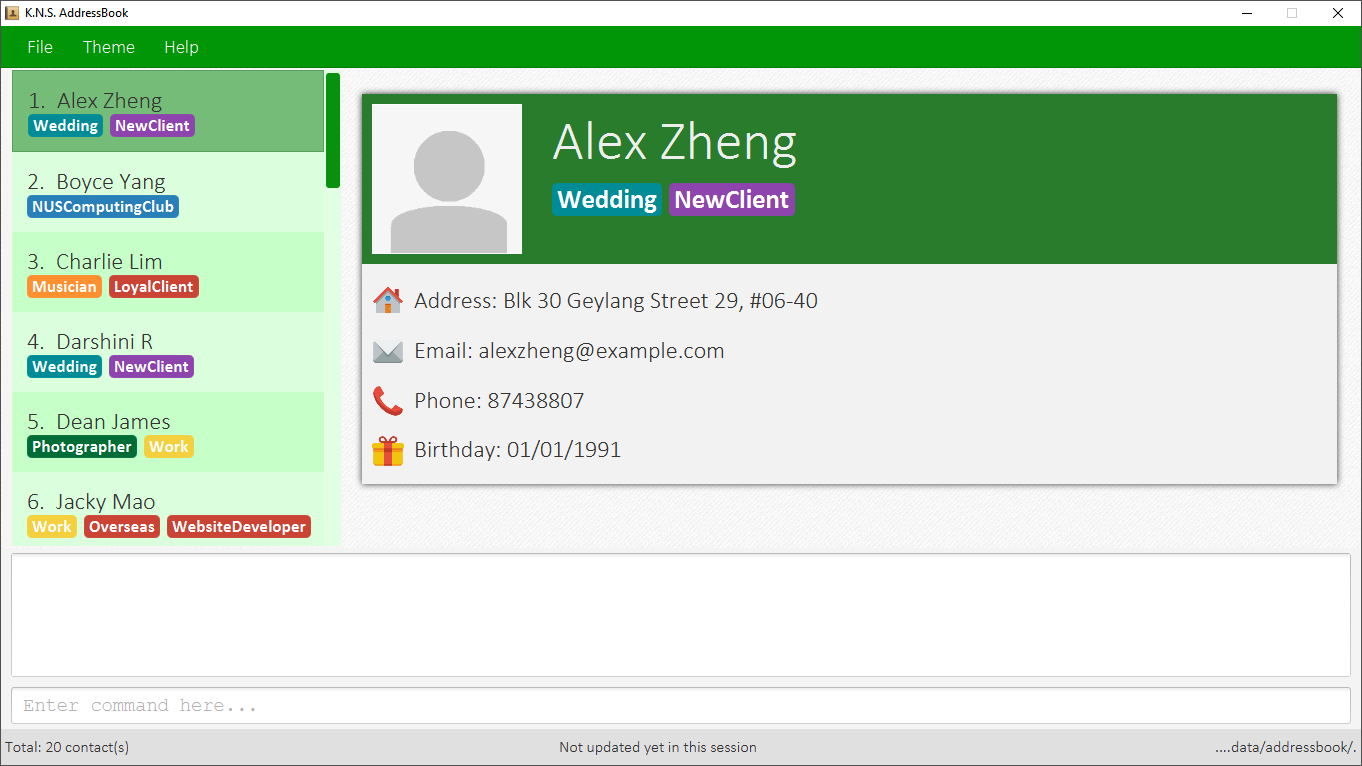 K.N.S. AddressBook
File Theme Help
1. Alex Zheng
Wedding NewClient
2. Boyce Yang
NUSComputingClub
3. Charlie Lim
Musician LoyalClient
4. Darshini R
Wedding NewClient
5. Dean James
Photographer Work
6. Jacky Mao
Work Overseas WebsiteDeveloper
Alex Zheng
Wedding NewClient
Address: Blk 30 Geylang Street 29, #06-40
Email: alexzheng@example.com
Phone: 87438807
Birthday: 01/01/1991
Enter command here...
Total: 20 contact(s)
Not updated yet in this session
....data/addressbook/.